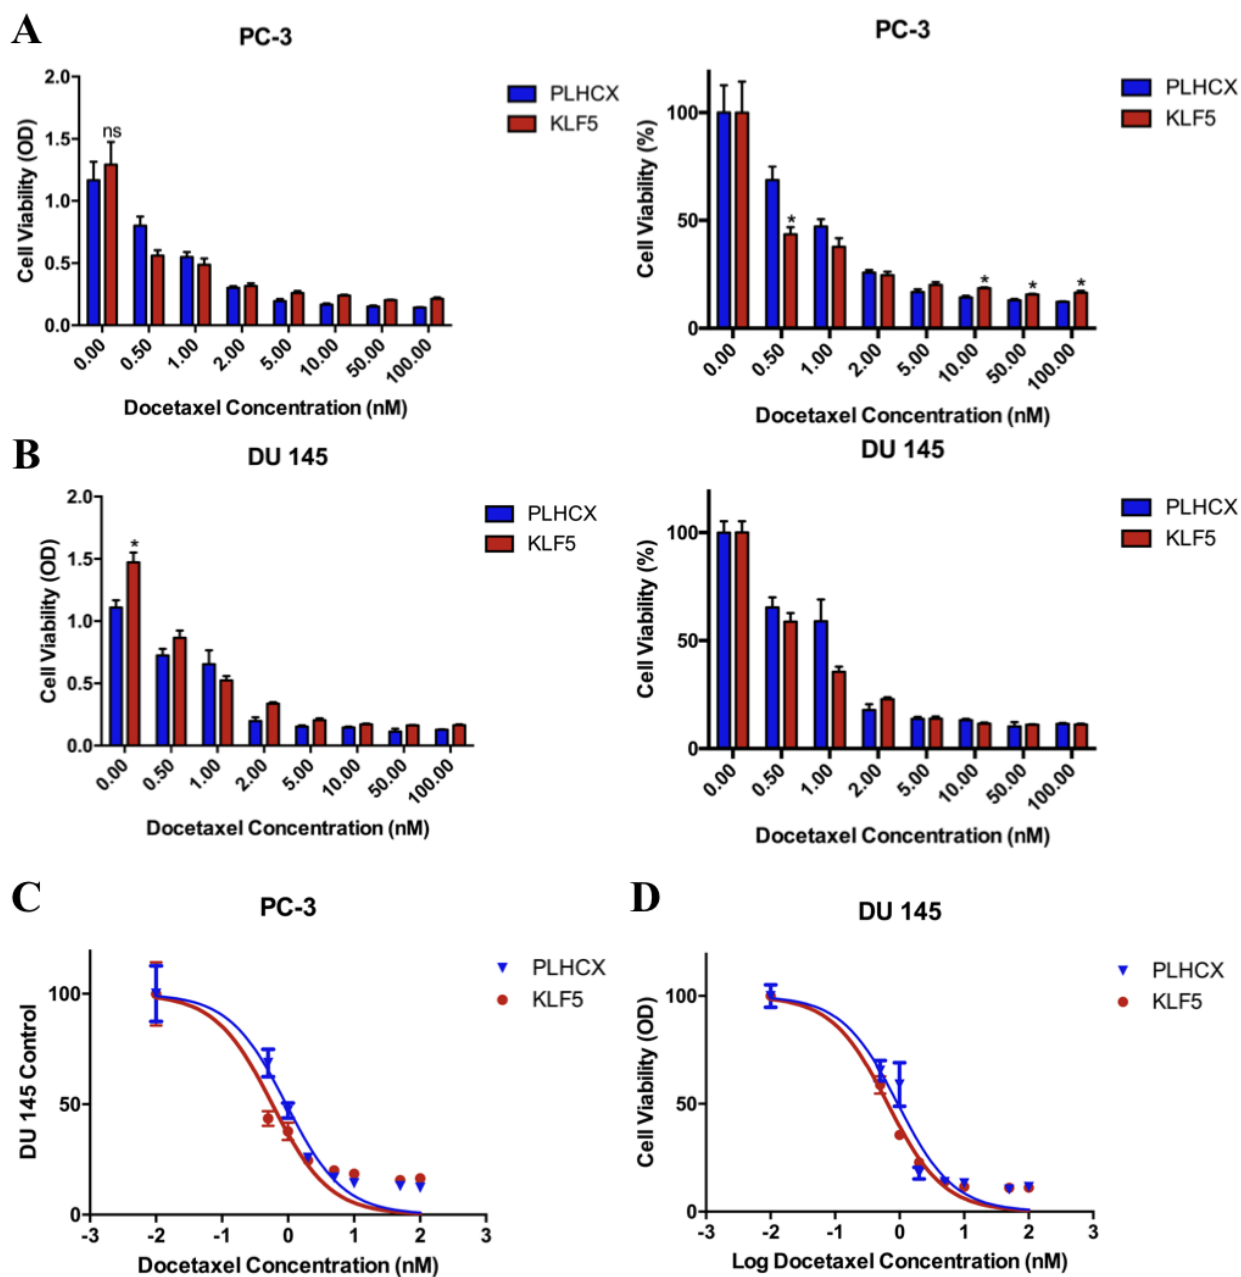 A
PC-3
2.0
1.5
1.0
0.5
0.0
Cell Viability (OD)
ns
PLHCX
KLF5
0.00
0.50
1.00
2.00
5.00
10.00
50.00
100.00
Docetaxel Concentration (nM)
PC-3
100
50
0
Cell Viability (%)
*
*
*
*
PLHCX
KLF5
0.00
0.50
1.00
2.00
5.00
10.00
50.00
100.00
Docetaxel Concentration (nM)
B
DU 145
2.0
1.5
1.0
0.5
0.0
Cell Viability (OD)
*
PLHCX
KLF5
0.00
0.50
1.00
2.00
5.00
10.00
50.00
100.00
Docetaxel Concentration (nM)
DU 145
100
50
0
Cell Viability (%)
PLHCX
KLF5
0.00
0.50
1.00
2.00
5.00
10.00
50.00
100.00
Docetaxel Concentration (nM)
C
PC-3
100
50
0
DU 145 Control
PLHCX
KLF5
-3
-2
-1
0
1
2
3
Docetaxel Concentration (nM)
D
DU 145
100
50
0
Cell Viability (OD)
PLHCX
KLF5
-3
-2
-1
0
1
2
3
Log Docetaxel Concentration (nM)